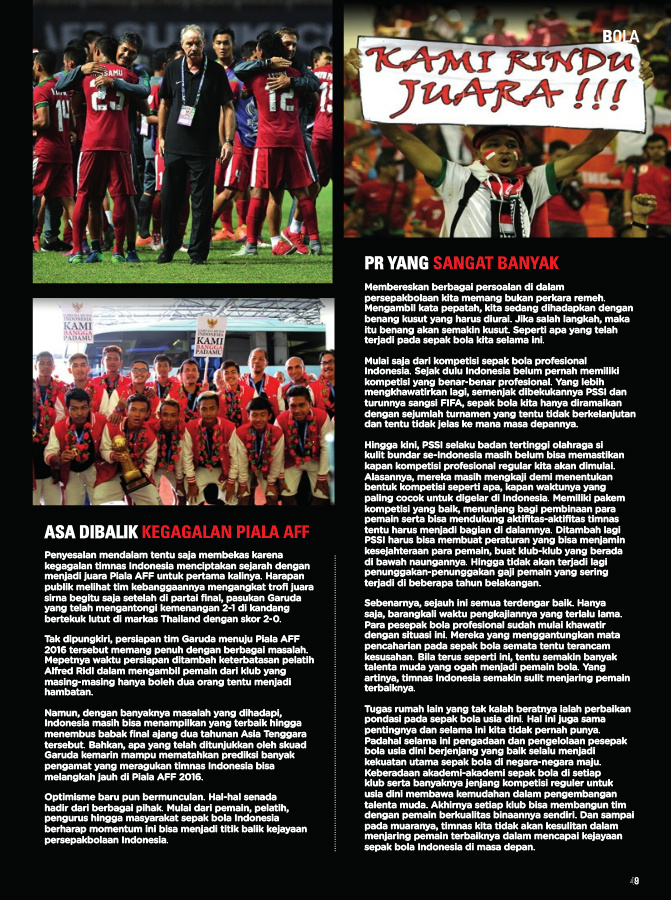 BOLA
KAMI RINDU
JUARA !!!
SAMU
14
23
12
KAMI
BANGGA
PADAMU
KAMI
BANGGA
PADAMU
ASA DIBALIK KEGAGALAN PIALA AFF
Penyesalan mendalam tentu saja membekas karena
kegagalan timnas Indonesia menciptakan sejarah dengan
menjadi juara Piala AFF untuk pertama kalinya. Harapan
publik melihat tim kebanggaannya mengangkat trofi juara
sirna begitu saja setelah di partai final, pasukan Garuda
yang telah mengantongi kemenangan 2-1 di kandang
bertekuk lutut di markas Thailand dengan skor 2-0.
Tak dipungkiri, persiapan tim Garuda menuju Piala AFF
2016 tersebut memang penuh dengan berbagai masalah.
Mepetnya waktu persiapan ditambah keterbatasan pelatih
Alfred Ridl dalam mengambil pemain dari klub yang
masing-masing hanya boleh dua orang tentu menjadi
hambatan.
Namun, dengan banyaknya masalah yang dihadapi,
Indonesia masih bisa menampilkan yang terbaik hingga
menembus babak final ajang dua tahunan Asia Tenggara
tersebut. Bahkan, apa yang telah ditunjukkan oleh skuad
Garuda kemarin mampu mematahkan prediksi banyak
pengamat yang meragukan timnas Indonesia bisa
melangkah jauh di Piala AFF 2016.
Optimisme baru pun bermunculan. Hal-hal senada
hadir dari berbagai pihak. Mulai dari pemain, pelatih,
pengurus hingga masyarakat sepak bola Indonesia
berharap momentum ini bisa menjadi titik balik kejayaan
persepakbolaan Indonesia.
PR YANG SANGAT BANYAK
Membereskan berbagai persoalan di dalam
persepakbolaan kita memang bukan perkara remeh.
Mengambil kata pepatah, kita sedang dihadapkan dengan
benang kusut yang harus diurai. Jika salah langkah, maka
itu benang akan semakin kusut. Seperti apa yang telah
terjadi pada sepak bola kita selama ini.
Mulai saja dari kompetisi sepak bola profesional
Indonesia. Sejak dulu Indonesia belum pernah memiliki
kompetisi yang benar-benar profesional. Yang lebih
mengkhawatirkan lagi, semenjak dibekukannya PSSI dan
turunnya sangsi FIFA, sepak bola kita hanya diramaikan
dengan sejumlah turnamen yang tentu tidak berkelanjutan
dan tentu tidak jelas ke mana masa depannya.
Hingga kini, PSSI selaku badan tertinggi olahraga si
kulit bundar se-Indonesia masih belum bisa memastikan
kapan kompetisi profesional regular kita akan dimulai.
Alasannya, mereka masih mengkaji demi menentukan
bentuk kompetisi seperti apa, kapan waktunya yang
paling cocok untuk digelar di Indonesia. Memiliki pakem
kompetisi yang baik, menunjang bagi pembinaan para
pemain serta bisa mendukung aktifitas-aktifitas timnas
tentu harus menjadi bagian di dalamnya. Ditambah lagi
PSSI harus bisa membuat peraturan yang bisa menjamin
kesejahteraan para pemain, buat klub-klub yang berada
di bawah naungannya. Hingga tidak akan terjadi lagi
penunggakan-penunggakan gaji pemain yang sering
terjadi di beberapa tahun belakangan.
Sebenarnya, sejauh ini semua terdengar baik. Hanya
saja, barangkali waktu pengkajiannya yang terlalu lama.
Para pesepak bola profesional sudah mulai khawatir
dengan situasi ini. Mereka yang menggantungkan mata
pencaharian pada sepak bola semata tentu terancam
kesusahan. Bila terus seperti ini, tentu semakin banyak
talenta muda yang ogah menjadi pemain bola. Yang
artinya, timnas Indonesia semakin sulit menjaring pemain
terbaiknya.
Tugas rumah lain yang tak kalah beratnya ialah perbaikan
pondasi pada sepak bola usia dini. Hal ini juga sama
pentingnya dan selama ini kita tidak pernah punya.
Padahal selama ini pengadaan dan pengelolaan pesepak
bola usia dini berjenjang yang baik selalu menjadi
kekuatan utama sepak bola di negara-negara maju.
Keberadaan akademi-akademi sepak bola di setiap
klub serta banyaknya jenjang kompetisi reguler untuk
usia dini membawa kemudahan dalam pengembangan
talenta muda. Akhirnya setiap klub bisa membangun tim
dengan pemain berkualitas binaannya sendiri. Dan sampai
pada muaranya, timnas kita tidak akan kesulitan dalam
menjaring pemain terbaiknya dalam mencapai kejayaan
sepak bola Indonesia di masa depan.
9